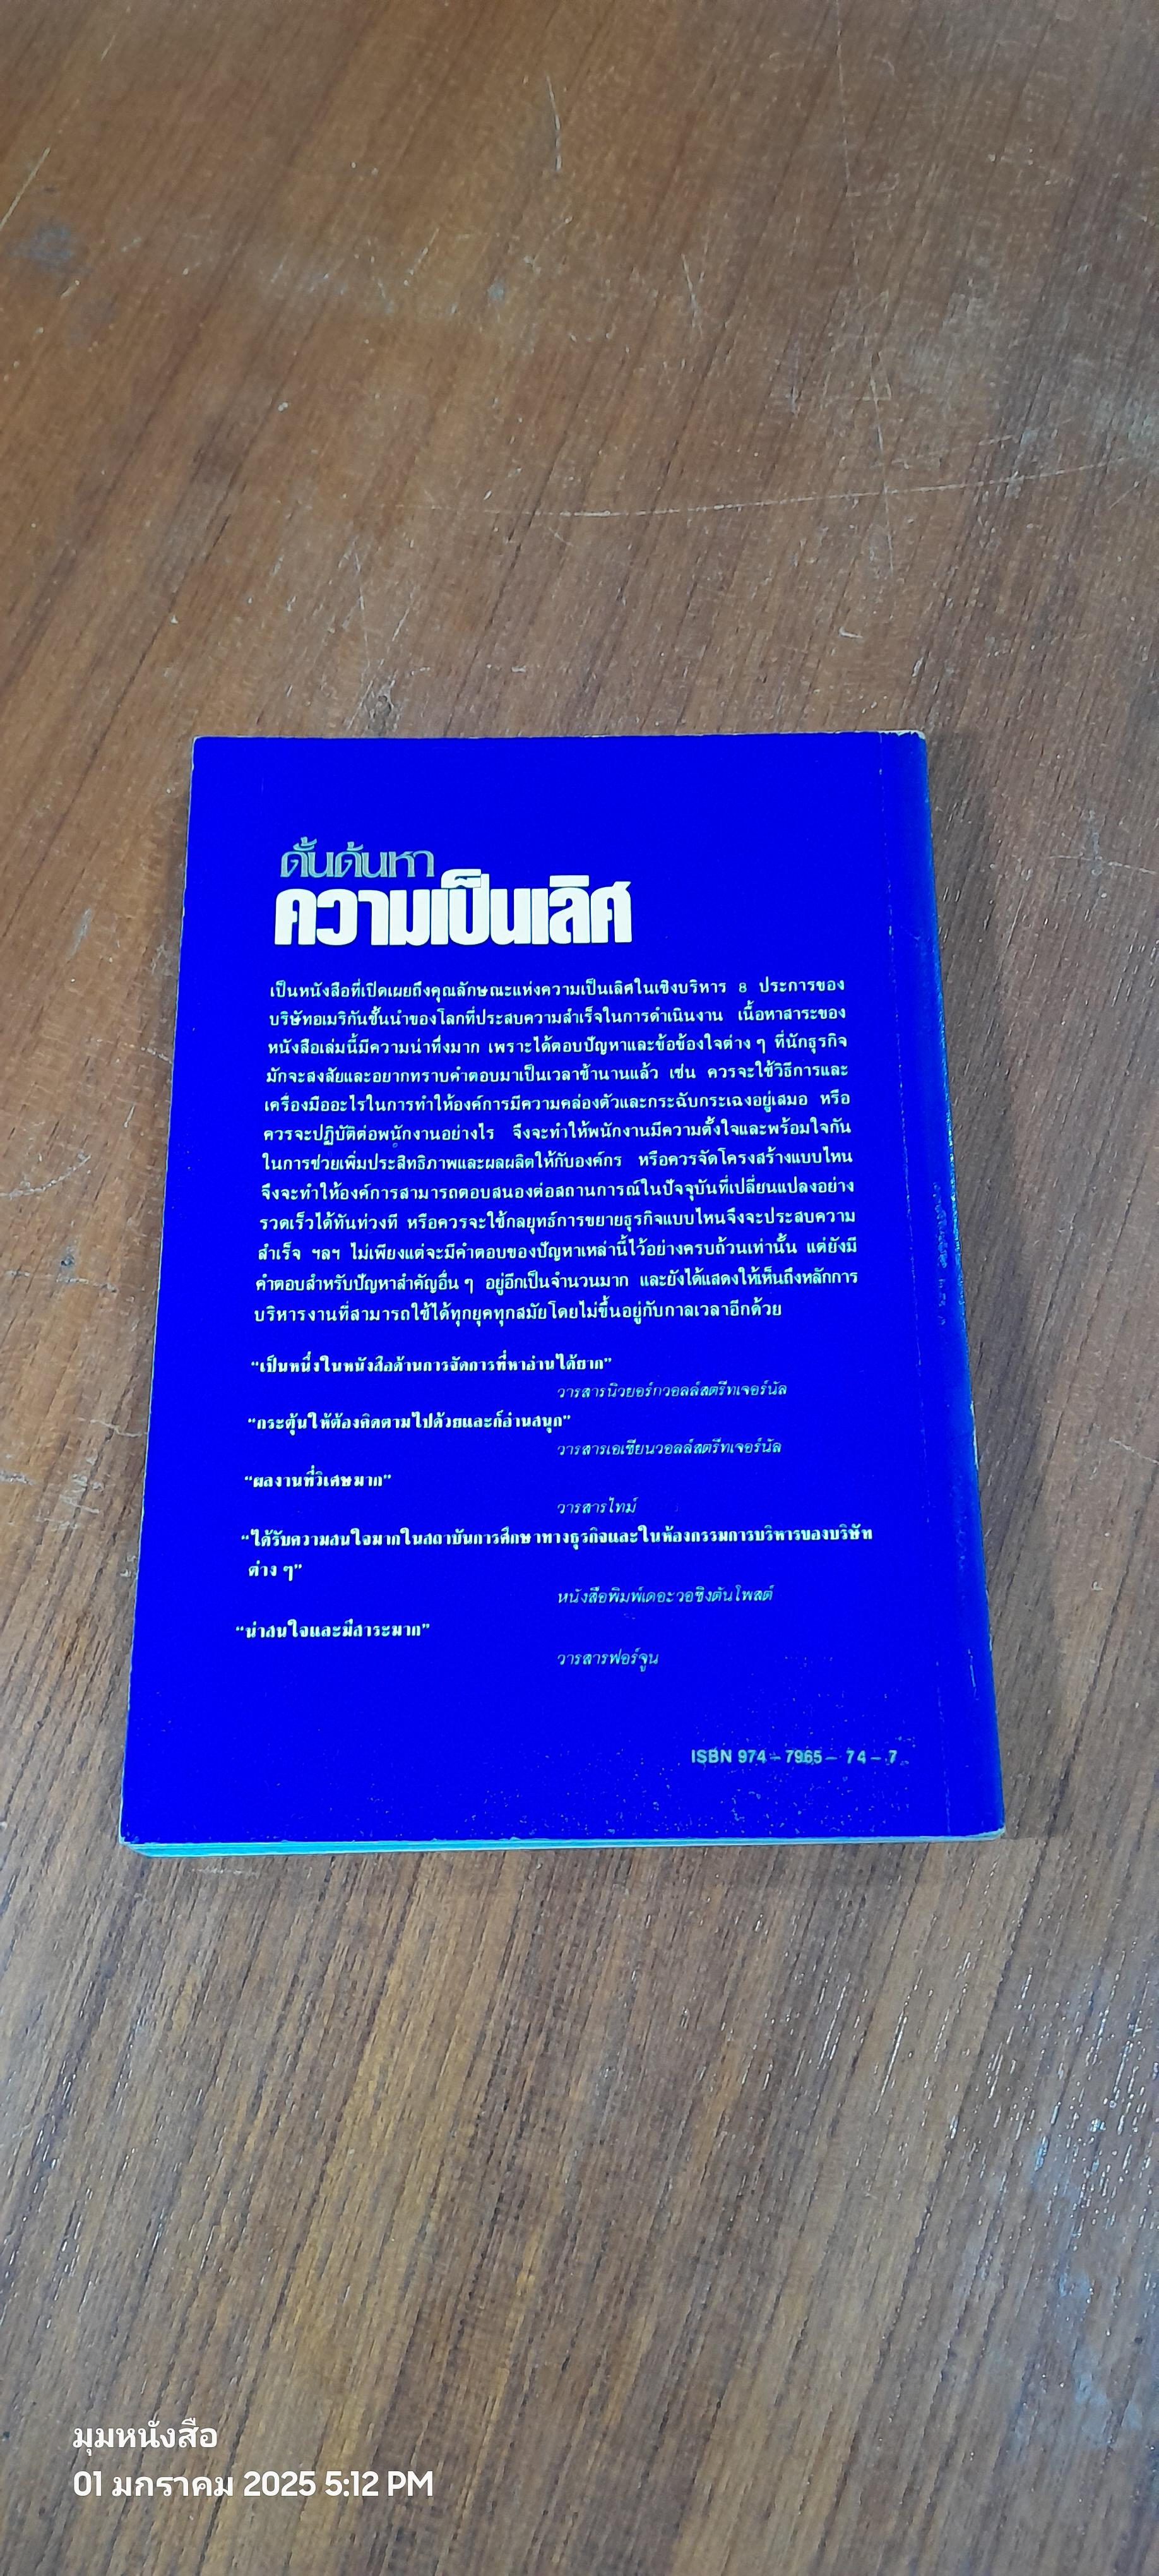 ดั้นด้นหา
ความเป็นเลิศ
เป็นหนังสือที่เปิดเผยถึงคุณลักษณะแห่งความเป็นเลิศในเชิงบริหาร 8 ประการของ
บริษัทอเมริกันชั้นนำของโลกที่ประสบความสำเร็จในการดำเนินงาน เนื้อหาสาระของ
หนังสือเล่มนี้มีความน่าทึ่งมาก เพราะได้ตอบปัญหาและข้อข้องใจต่าง ๆ ที่นักธุรกิจ
มักจะสงสัยและอยากทราบคำตอบมาเป็นเวลาช้านานแล้ว เช่น ควรจะใช้วิธีการและ
เครื่องมืออะไรในการทำให้องค์การมีความคล่องตัวและกระฉับกระเฉงอยู่เสมอ หรือ
ควรจะปฏิบัติต่อพนักงานอย่างไร จึงจะทำให้พนักงานมีความตั้งใจและพร้อมใจกัน
ในการช่วยเพิ่มประสิทธิภาพและผลผลิตให้กับองค์กร หรือควรจัดโครงสร้างแบบไหน
จึงจะทำให้องค์การสามารถตอบสนองต่อสถานการณ์ในปัจจุบันที่เปลี่ยนแปลงอย่าง
รวดเร็วได้ทันท่วงที หรือควรจะใช้กลยุทธ์การขยายธุรกิจแบบไหนจึงจะประสบความ
สำเร็จ ฯลฯ ไม่เพียงแต่จะมีคำตอบของปัญหาเหล่านี้ไว้อย่างครบถ้วนเท่านั้น แต่ยังมี
คำตอบสำหรับปัญหาสำคัญอื่น ๆ อยู่อีกเป็นจำนวนมาก และยังได้แสดงให้เห็นถึงหลักการ
บริหารงานที่สามารถใช้ได้ทุกยุคทุกสมัยโดยไม่ขึ้นอยู่กับกาลเวลาอีกด้วย
“เป็นหนึ่งในหนังสือด้านการจัดการที่หาอ่านได้ยาก”
วารสารนิวยอร์กวอลล์สตรีทเจอร์นัล
“กระตุ้นให้ต้องคิดตามไปด้วยและก็อ่านสนุก”
วารสารเอเชียนวอลล์สตรีทเจอร์นัล
“ผลงานที่วิเศษมาก”
วารสารไทม์
“ได้รับความสนใจมากในสถาบันการศึกษาทางธุรกิจและในห้องกรรมการบริหารของบริษัท
ต่าง ๆ”
หนังสือพิมพ์เดอะวอชิงตันโพสต์
“น่าสนใจและมีสาระมาก”
วารสารฟอร์จูน
ISBN 974 - 7965 - 74 - 7
มุมหนังสือ
01 มกราคม 2025 5:12 PM